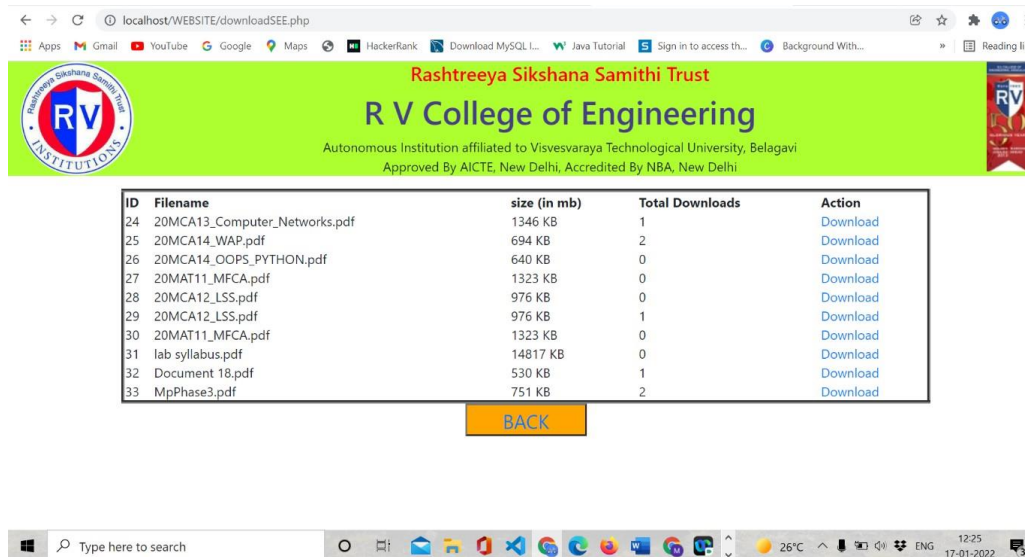 localhost/WEBSITE/downloadSEE.php
Apps Gmail YouTube Google Maps HackerRank Download MySQL I... Java Tutorial Sign in to access th... Background With... » Reading li
Rashtreeya Sikshana Samithi Trust
RV
INSTITUTIONS
Rashtreeya Sikshana Samithi Trust
R V College of Engineering
Autonomous Institution affiliated to Visvesvaraya Technological University, Belagavi
Approved By AICTE, New Delhi, Accredited By NBA, New Delhi
RV
ID Filename size (in mb) Total Downloads Action
24 20MCA13_Computer_Networks.pdf 1346 KB 1 Download
25 20MCA14_WAP.pdf 694 KB 2 Download
26 20MCA14_OOPS_PYTHON.pdf 640 KB 0 Download
27 20MAT11_MFCA.pdf 1323 KB 0 Download
28 20MCA12_LSS.pdf 976 KB 0 Download
29 20MCA12_LSS.pdf 976 KB 1 Download
30 20MAT11_MFCA.pdf 1323 KB 0 Download
31 lab syllabus.pdf 14817 KB 0 Download
32 Document 18.pdf 530 KB 1 Download
33 MpPhase3.pdf 751 KB 2 Download
BACK
Type here to search 26°C ENG 12:25
17-01-2022